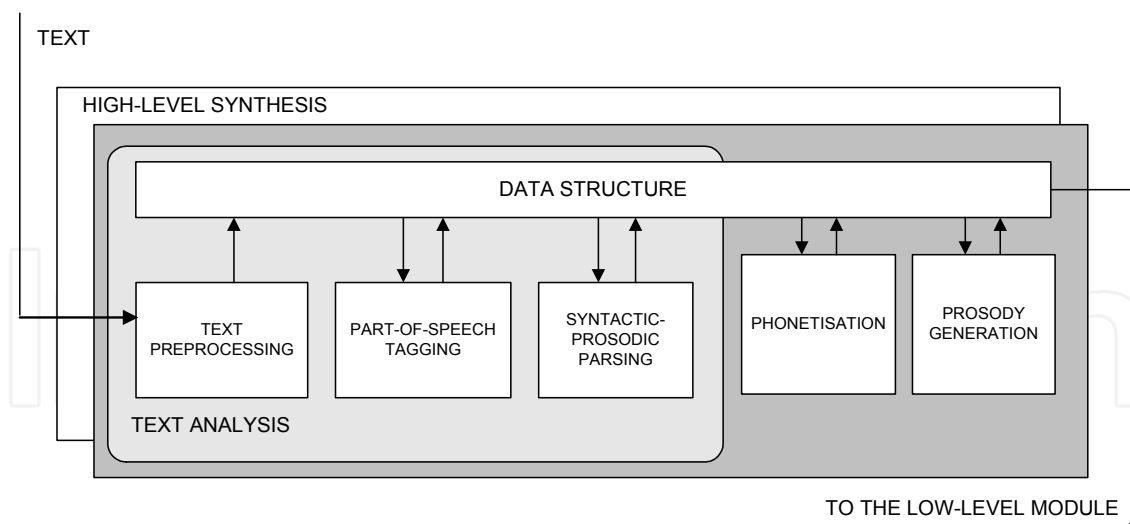 TEXT
HIGH-LEVEL SYNTHESIS
DATA STRUCTURE
TEXT
PREPROCESSING
PART-OF-SPEECH
TAGGING
SYNTACTIC-
PROSODIC
PARSING
PHONETISATION
PROSODY
GENERATION
TEXT ANALYSIS
TO THE LOW-LEVEL MODULE